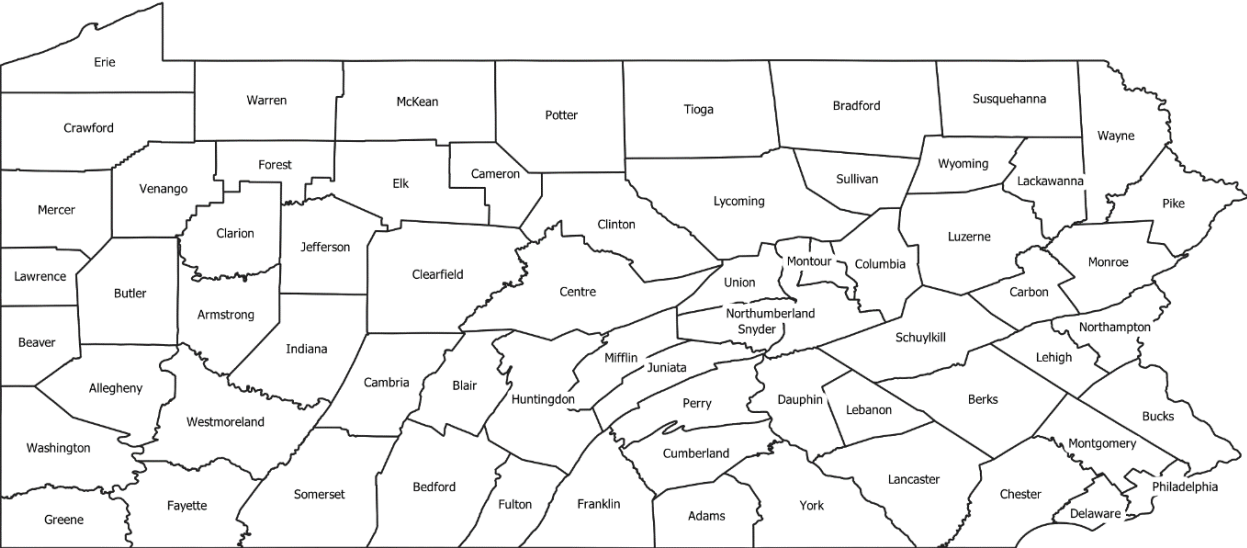 Erie
Warren
McKean
Potter
Tioga
Bradford
Susquehanna
Crawford
Wayne
Forest
Venango
Elk
Cameron
Sullivan
Wyoming
Lackawanna
Mercer
Lycoming
Pike
Clarion
Clinton
Jefferson
Luzerne
Clearfield
Montour
Columbia
Monroe
Lawrence
Butler
Centre
Union
Carbon
Armstrong
Northumberland
Northampton
Snyder
Beaver
Indiana
Schuylkill
Mifflin
Lehigh
Juniata
Allegheny
Cambria
Blair
Huntingdon
Perry
Dauphin
Lebanon
Berks
Bucks
Westmoreland
Washington
Montgomery
Cumberland
Lancaster
Bedford
Philadelphia
Somerset
Chester
Fayette
Fulton
Franklin
York
Greene
Adams
Delaware